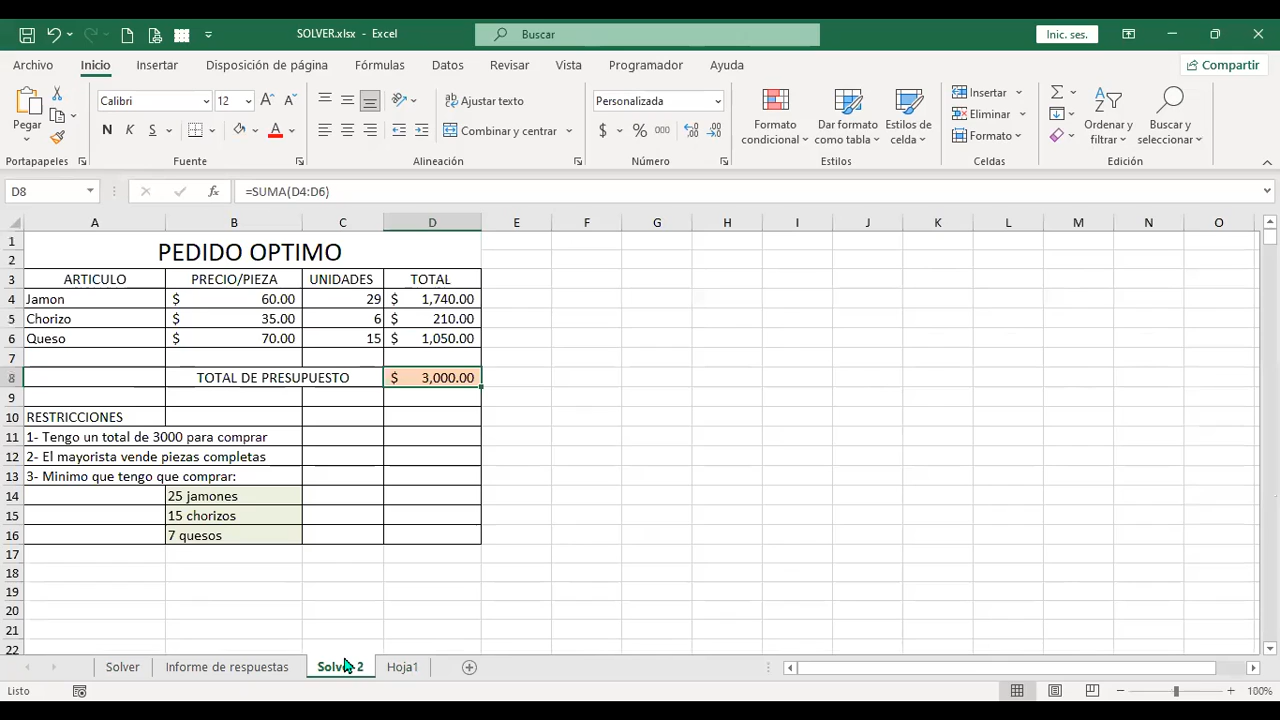 SOLVER.xlsx - Excel
Buscar
Inic. ses.
Archivo Inicio Insertar Disposición de página Fórmulas Datos Revisar Vista Programador Ayuda
Compartir
Pegar
Portapapeles
Calibri 12
N K S
Fuente
Ajustar texto
Combinar y centrar
Alineación
Personalizada
$ % 000
Número
Formato condicional
Dar formato como tabla
Estilos de celda
Estilos
Insertar
Eliminar
Formato
Celdas
Ordenar y filtrar
Buscar y seleccionar
Edición
D8 fx =SUMA(D4:D6)
A B C D E F G H I J K L M N O
1
2 PEDIDO OPTIMO
3 ARTICULO PRECIO/PIEZA UNIDADES TOTAL
4 Jamon $ 60.00 29 $ 1,740.00
5 Chorizo $ 35.00 6 $ 210.00
6 Queso $ 70.00 15 $ 1,050.00
7
8 TOTAL DE PRESUPUESTO $ 3,000.00
9
10 RESTRICCIONES
11 1- Tengo un total de 3000 para comprar
12 2- El mayorista vende piezas completas
13 3- Minimo que tengo que comprar:
14 25 jamones
15 15 chorizos
16 7 quesos
17
18
19
20
21
22
Solver Informe de respuestas Solver 2 Hoja1
Listo
100%